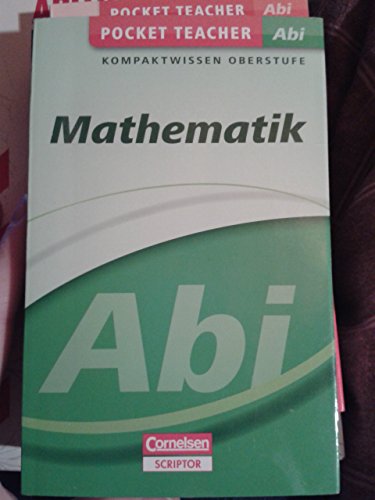 POCKET TEACHER Abi
POCKET TEACHER Abi
KOMPAKTWISSEN OBERSTUFE
Mathematik
Abi
Cornelsen
SCRIPTOR